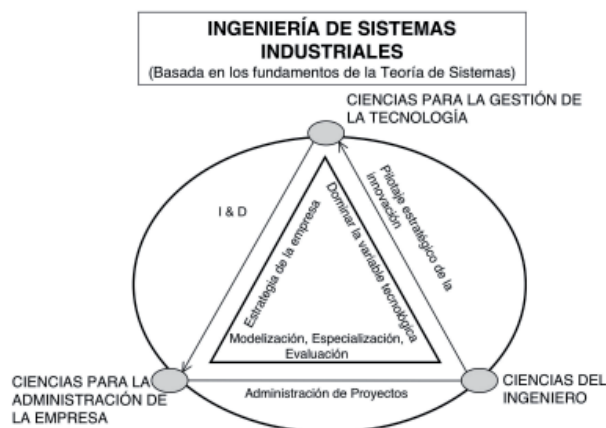 INGENIERÍA DE SISTEMAS
INDUSTRIALES
(Basada en los fundamentos de la Teoría de Sistemas)
CIENCIAS PARA LA GESTIÓN DE
LA TECNOLOGÍA
I & D
Estrategia de la empresa
Dominar la variable tecnológica
Pilotaje estratégico de la
innovación
Modelización, Especialización,
Evaluación
CIENCIAS PARA LA
ADMINISTRACIÓN DE
LA EMPRESA
Administración de Proyectos
CIENCIAS DEL
INGENIERO